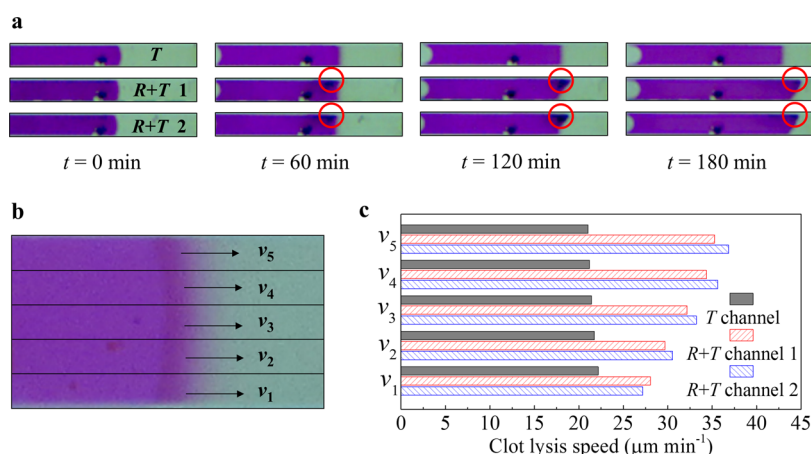 a
T
R+T 1
R+T 2
t = 0 min
t = 60 min
t = 120 min
t = 180 min
b
v5
v4
v3
v2
v1
c
v5
v4
v3
v2
v1
T channel
R+T channel 1
R+T channel 2
0 5 10 15 20 25 30 35 40 45
Clot lysis speed (μm min-1)